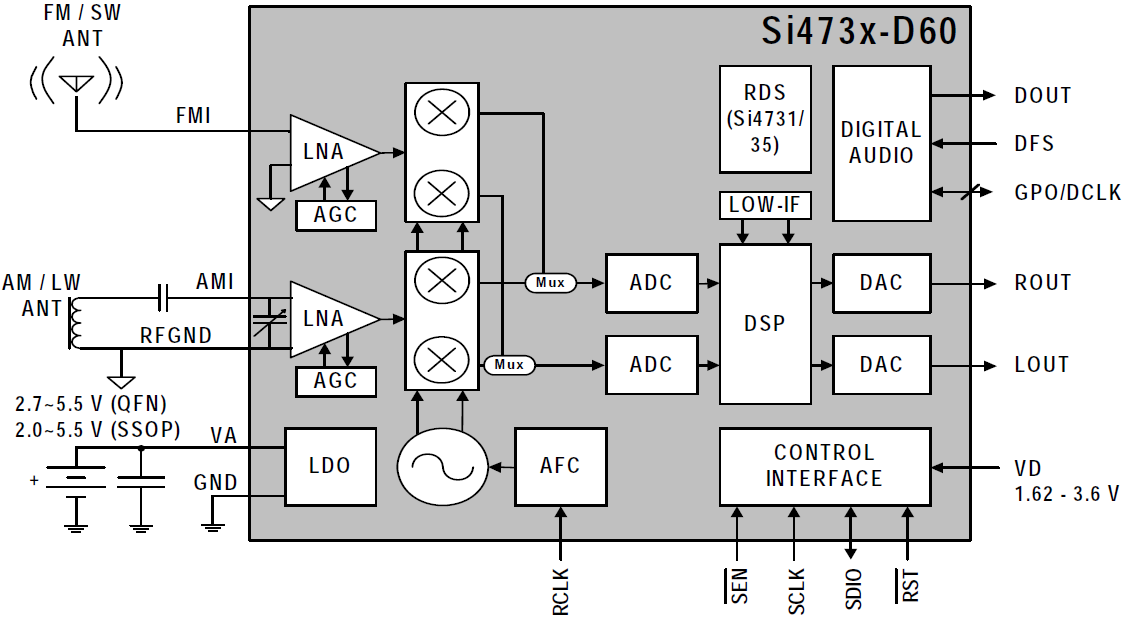 FM / SW
ANT
Si473x-D60
FMI
LNA
AGC
RDS
(Si4731/
35)
DIGITAL
AUDIO
DOUT
DFS
GPO/DCLK
LOW-IF
AM / LW
ANT
AMI
RFGND
LNA
AGC
Mux
Mux
ADC
ADC
DSP
DAC
DAC
ROUT
LOUT
2.7~5.5 V (QFN)
2.0~5.5 V (SSOP)
VA
+
GND
LDO
AFC
CONTROL
INTERFACE
VD
1.62 - 3.6 V
RCLK
SEN
SCLK
SDIO
RST